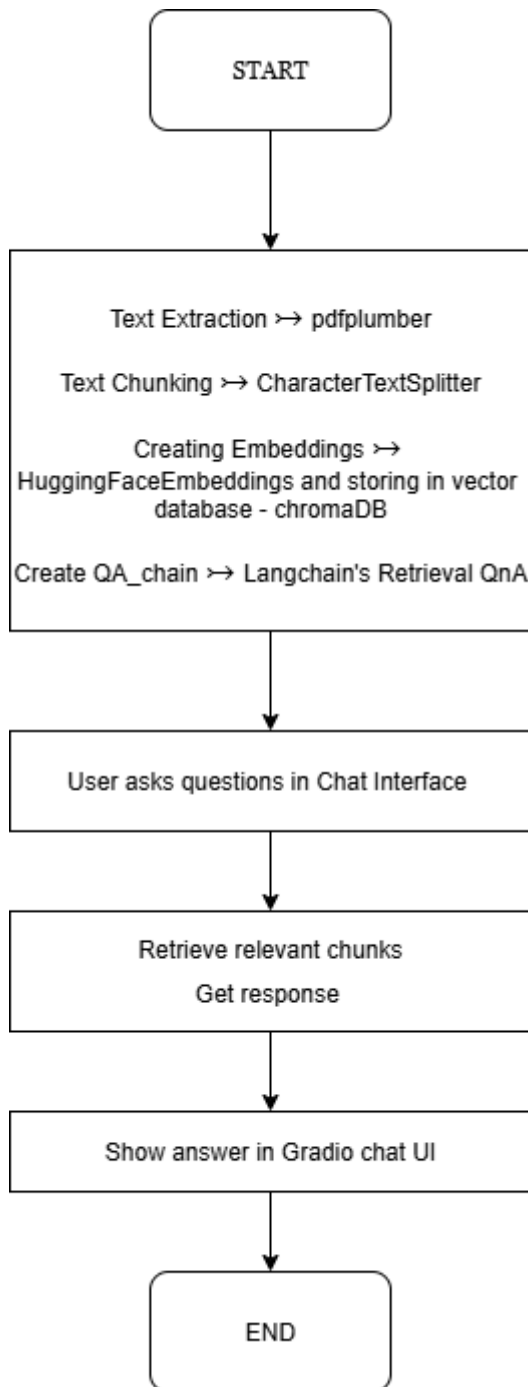 START
Text Extraction ↣ pdfplumber
Text Chunking ↣ CharacterTextSplitter
Creating Embeddings ↣
HuggingFaceEmbeddings and storing in vector
database - chromaDB
Create QA_chain ↣ Langchain's Retrieval QnA
User asks questions in Chat Interface
Retrieve relevant chunks
Get response
Show answer in Gradio chat UI
END